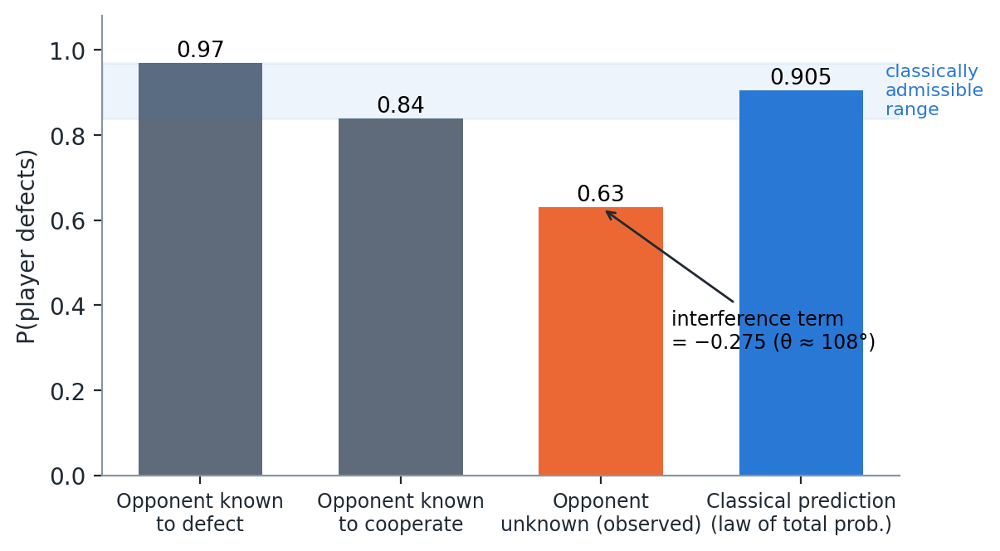 0.97
0.84
0.63
0.905
classically
admissible
range
interference term
= −0.275 (θ ≈ 108°)
P(player defects)
1.0
0.8
0.6
0.4
0.2
0.0
Opponent known
to defect
Opponent known
to cooperate
Opponent
unknown (observed)
Classical prediction
(law of total prob.)